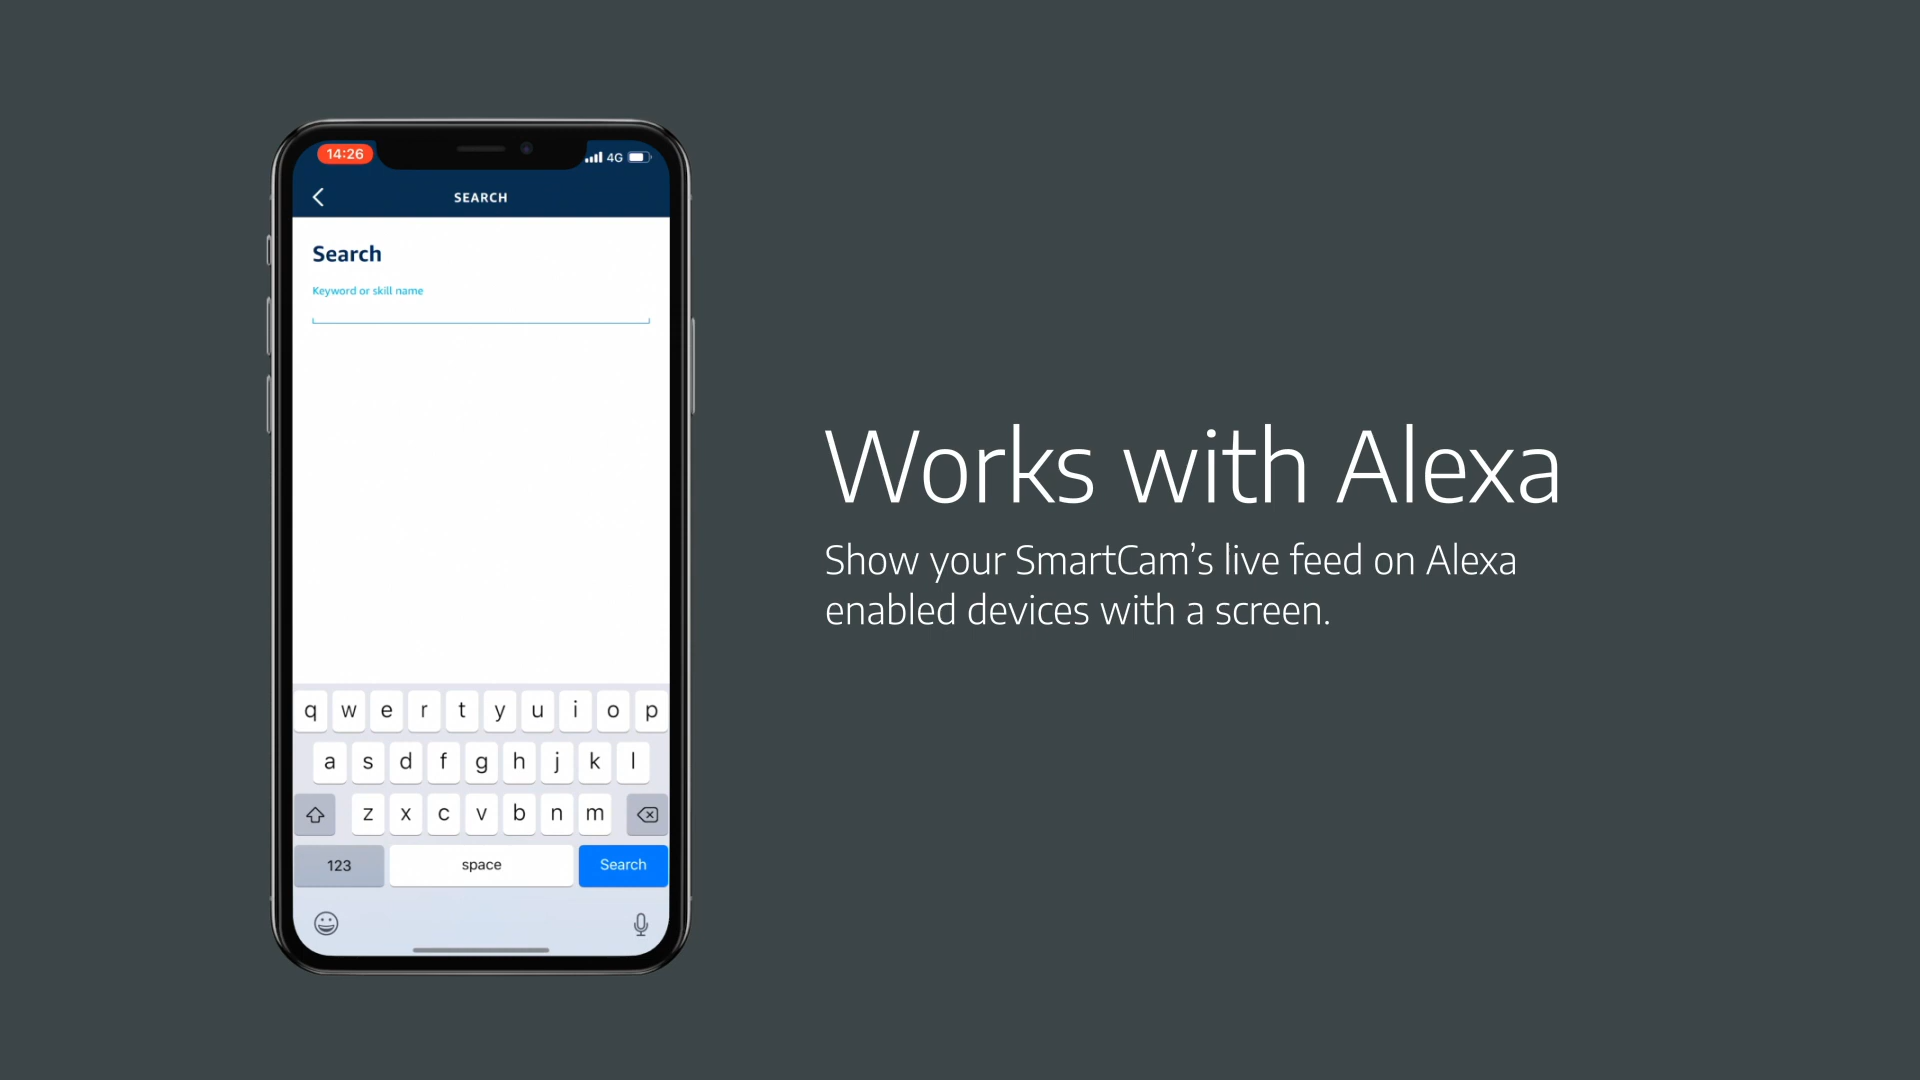 14:26
4G
SEARCH
Search
Keyword or skill name
q w e r t y u i o p
a s d f g h j k l
z x c v b n m
123 space Search
Works with Alexa
Show your SmartCam’s live feed on Alexa
enabled devices with a screen.